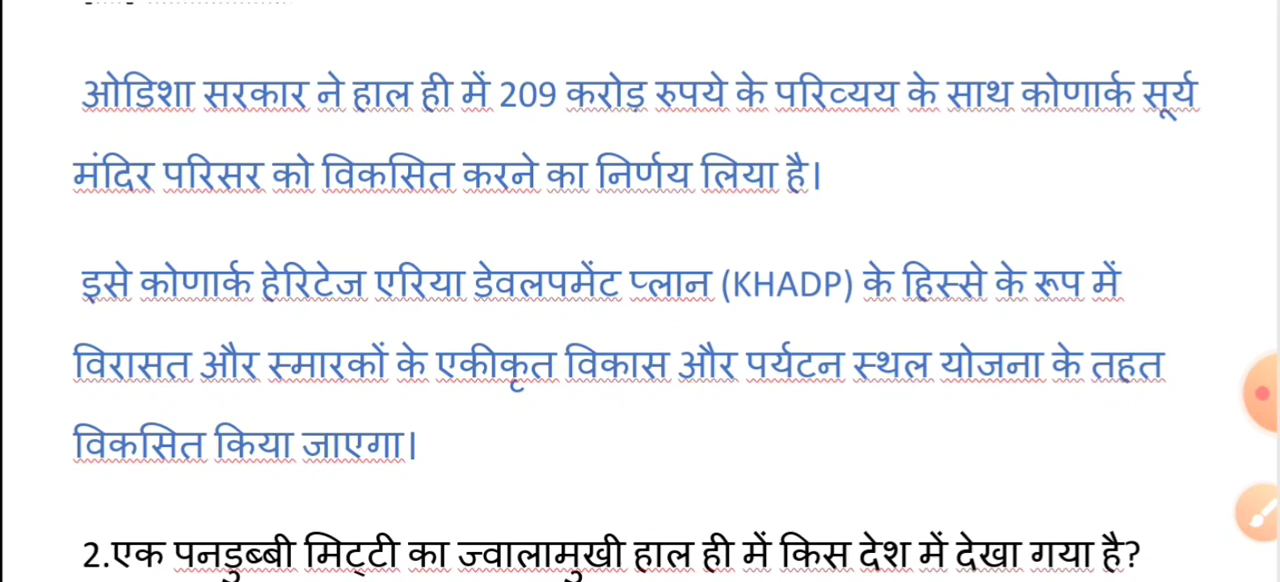 ओडिशा सरकार ने हाल ही में 209 करोड़ रुपये के परिव्यय के साथ कोणार्क सूर्य
मंदिर परिसर को विकसित करने का निर्णय लिया है।
इसे कोणार्क हेरिटेज एरिया डेवलपमेंट प्लान (KHADP) के हिस्से के रूप में
विरासत और स्मारकों के एकीकृत विकास और पर्यटन स्थल योजना के तहत
विकसित किया जाएगा।
2.एक पनडुब्बी मिट्टी का ज्वालामुखी हाल ही में किस देश में देखा गया है?